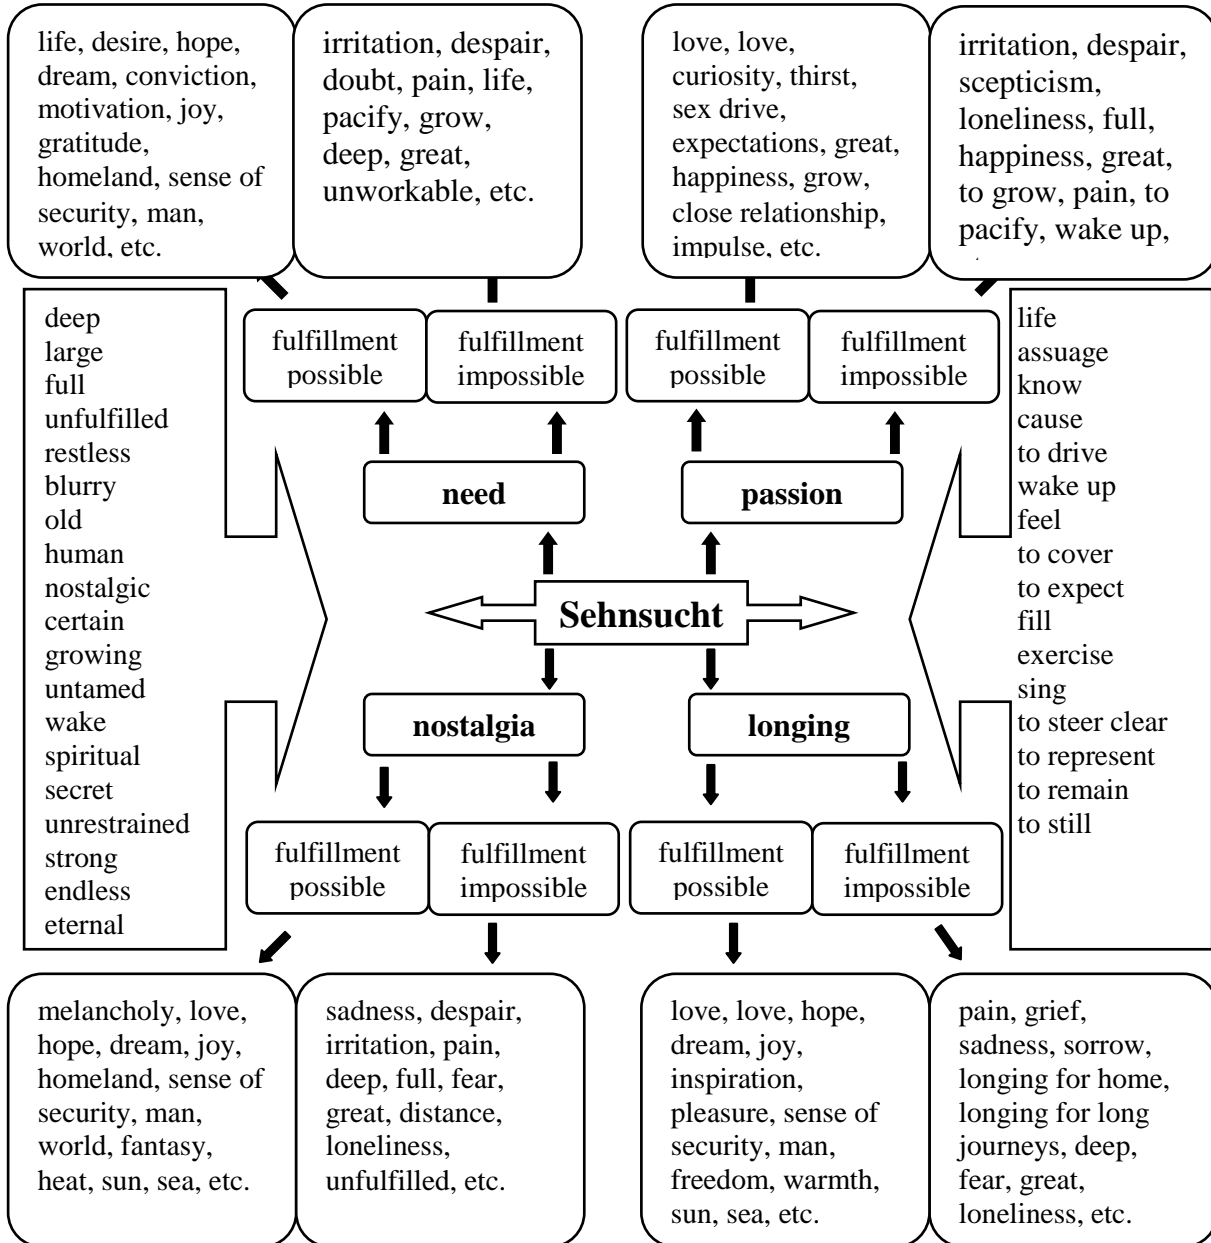 life, desire, hope,
dream, conviction,
motivation, joy,
gratitude,
homeland, sense of
security, man,
world, etc.
irritation, despair,
doubt, pain, life,
pacify, grow,
deep, great,
unworkable, etc.
love, love,
curiosity, thirst,
sex drive,
expectations, great,
happiness, grow,
close relationship,
impulse, etc.
irritation, despair,
scepticism,
loneliness, full,
happiness, great,
to grow, pain, to
pacify, wake up,
deep
large
full
unfulfilled
restless
blurry
old
human
nostalgic
certain
growing
untamed
wake
spiritual
secret
unrestrained
strong
endless
eternal
fulfillment
possible
fulfillment
impossible
fulfillment
possible
fulfillment
impossible
need
passion
Sehnsucht
nostalgia
longing
fulfillment
possible
fulfillment
impossible
fulfillment
possible
fulfillment
impossible
life
assuage
know
cause
to drive
wake up
feel
to cover
to expect
fill
exercise
sing
to steer clear
to represent
to remain
to still
melancholy, love,
hope, dream, joy,
homeland, sense of
security, man,
world, fantasy,
heat, sun, sea, etc.
sadness, despair,
irritation, pain,
deep, full, fear,
great, distance,
loneliness,
unfulfilled, etc.
love, love, hope,
dream, joy,
inspiration,
pleasure, sense of
security, man,
freedom, warmth,
sun, sea, etc.
pain, grief,
sadness, sorrow,
longing for home,
longing for long
journeys, deep,
fear, great,
loneliness, etc.